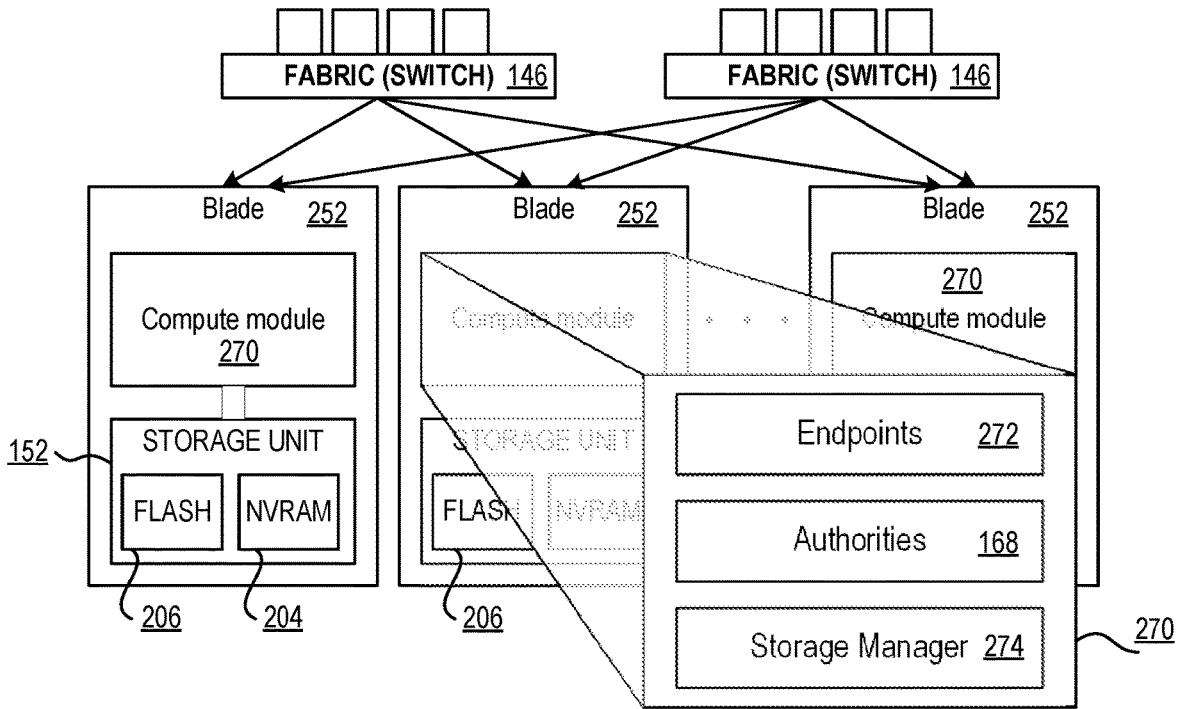 FABRIC (SWITCH) 146
FABRIC (SWITCH) 146
Blade 252
Blade 252
Blade 252
Compute module
270
Compute module
270
Compute module
STORAGE UNIT
152
FLASH
NVRAM
STORAGE UNIT
FLASH
NVRAM
206
204
206
Endpoints 272
Authorities 168
Storage Manager 274
270